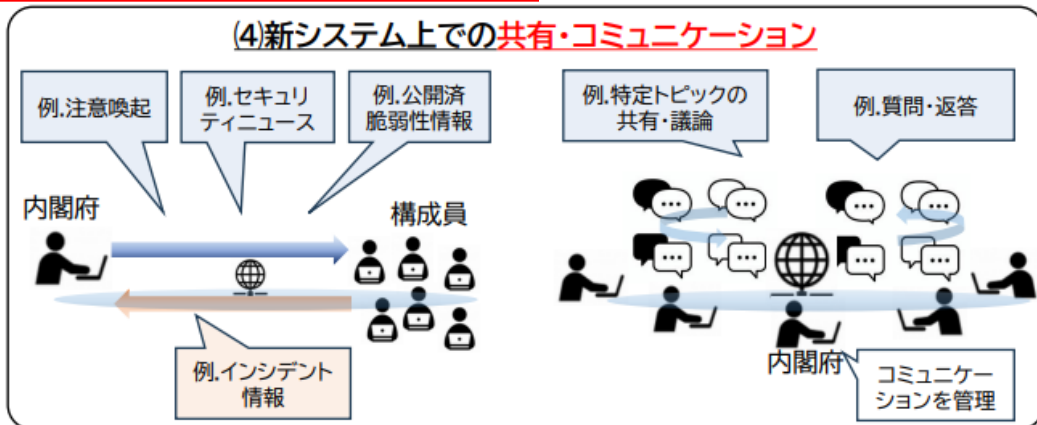 ⑷新システム上での共有・コミュニケーション
例.注意喚起
例.セキュリ
ティニュース
例.公開済
脆弱性情報
例.特定トピックの
共有・議論
例.質問・返答
内閣府
構成員
例.インシデント
情報
内閣府
コミュニケー
ションを管理